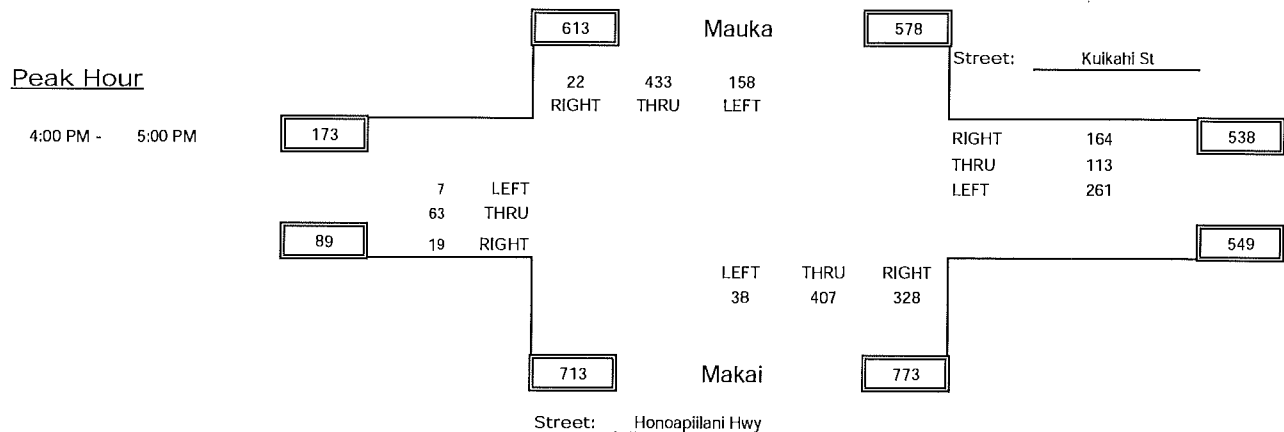 613 Mauka 578
Street: Kuikahi St
Peak Hour
22 433 158
RIGHT THRU LEFT
4:00 PM - 5:00 PM 173
RIGHT 164 538
THRU 113
LEFT 261
7 LEFT
63 THRU
89 19 RIGHT 549
LEFT THRU RIGHT
38 407 328
713 Makai 773
Street: Honoapiilani Hwy